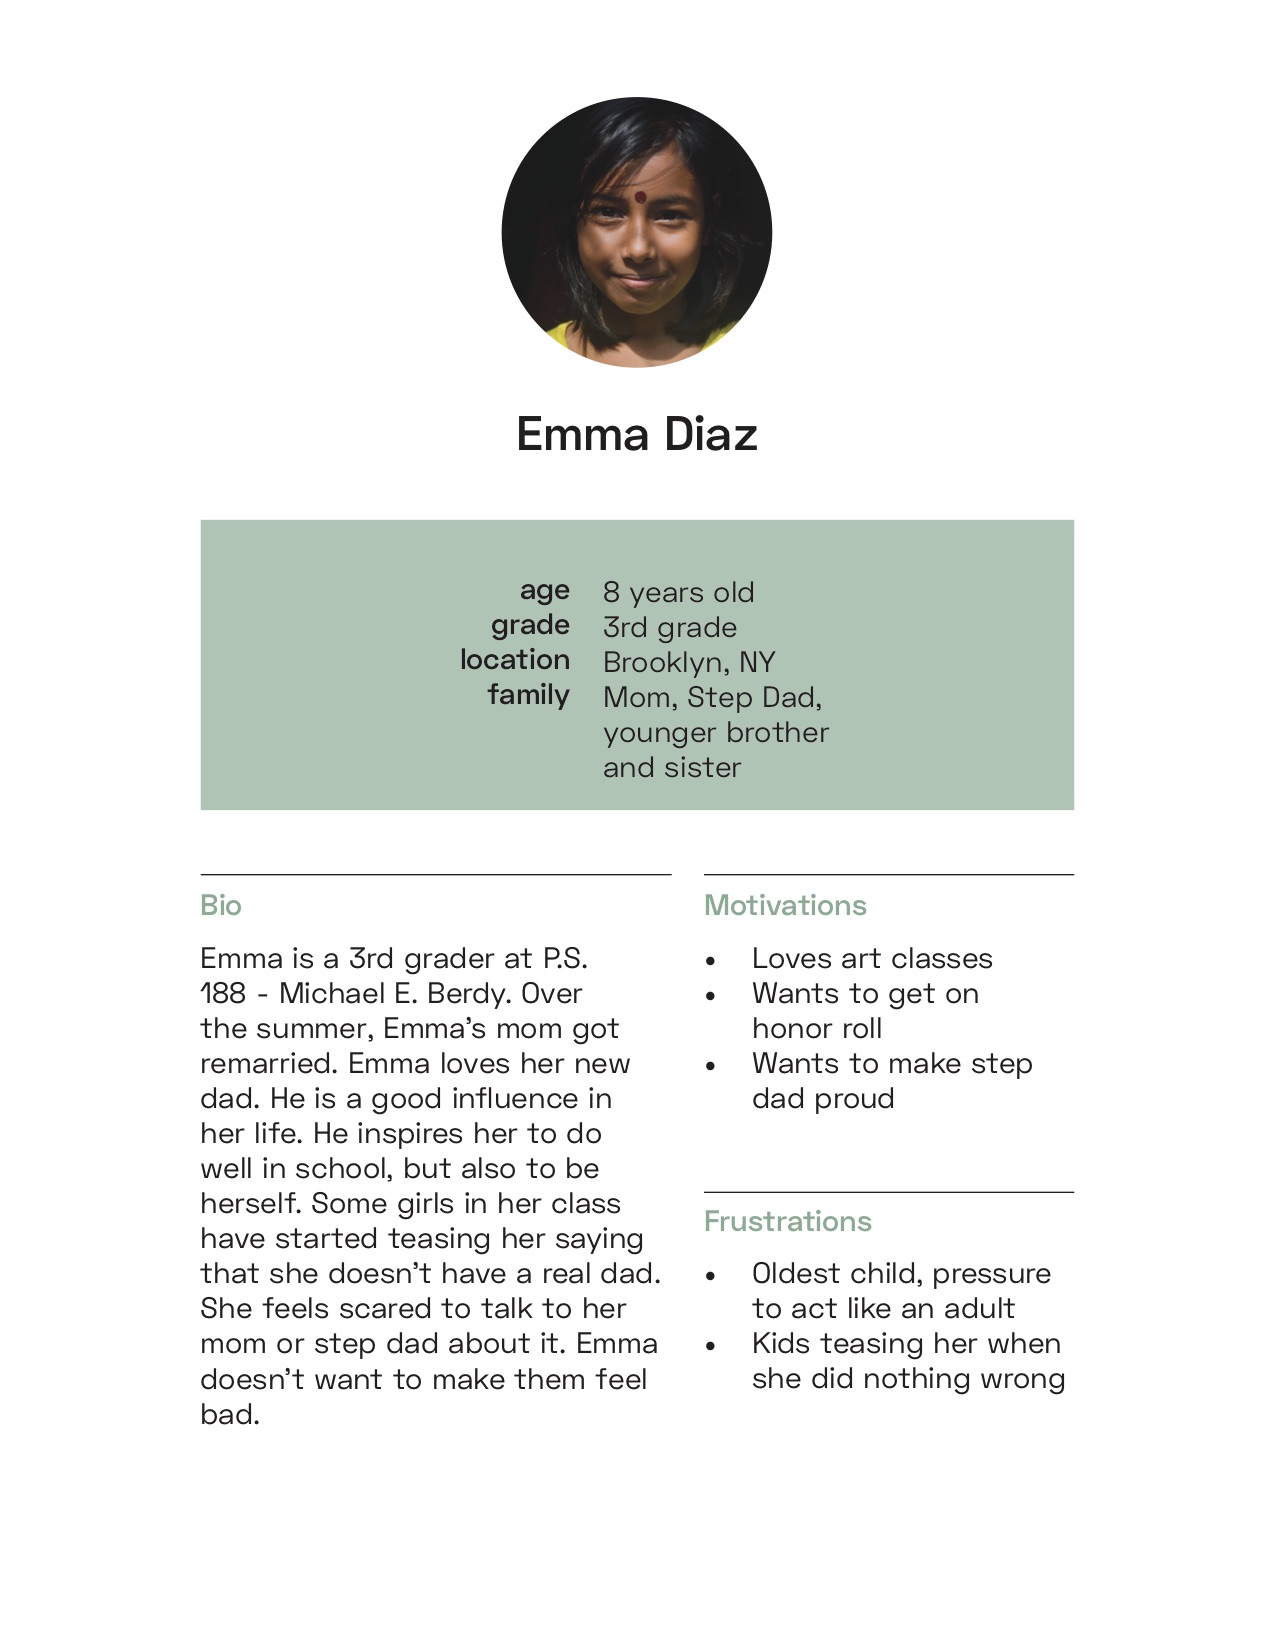 Emma Diaz
age 8 years old
grade 3rd grade
location Brooklyn, NY
family Mom, Step Dad,
younger brother
and sister
Bio
Emma is a 3rd grader at P.S.
188 - Michael E. Berdy. Over
the summer, Emma’s mom got
remarried. Emma loves her new
dad. He is a good influence in
her life. He inspires her to do
well in school, but also to be
herself. Some girls in her class
have started teasing her saying
that she doesn’t have a real dad.
She feels scared to talk to her
mom or step dad about it. Emma
doesn’t want to make them feel
bad.
Motivations
• Loves art classes
• Wants to get on
honor roll
• Wants to make step
dad proud
Frustrations
• Oldest child, pressure
to act like an adult
• Kids teasing her when
she did nothing wrong